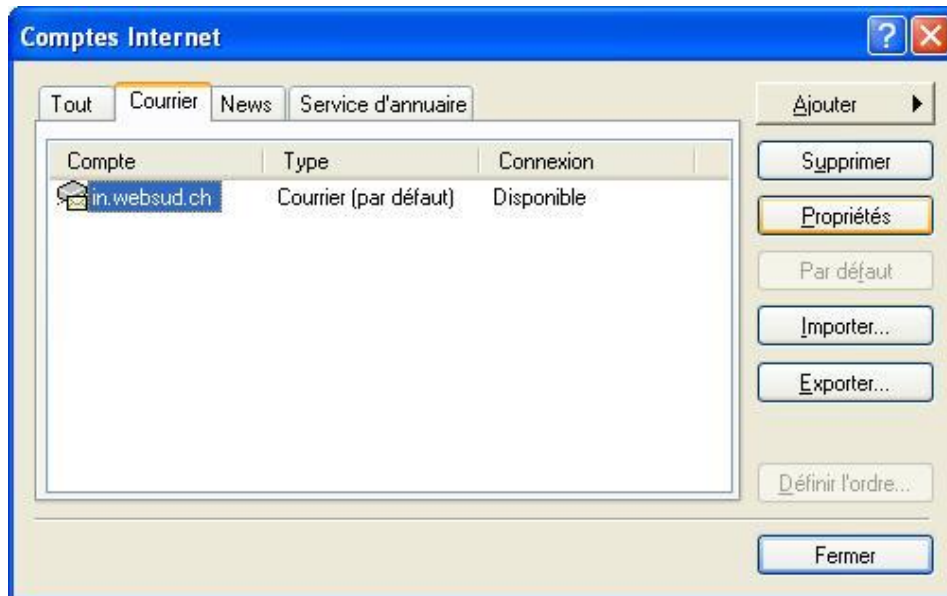 Comptes Internet
Tout Courrier News Service d'annuaire
Compte Type Connexion
in.websud.ch Courrier (par défaut) Disponible
Ajouter
Supprimer
Propriétés
Par défaut
Importer...
Exporter...
Définir l'ordre...
Fermer